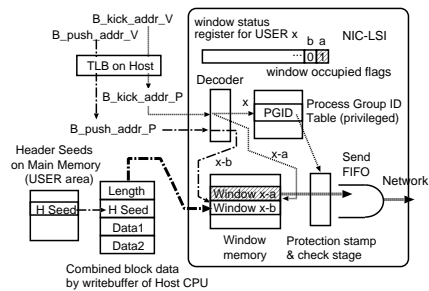 B_kick_addr_V
B_push_addr_V
TLB on Host
B_kick_addr_P
B_push_addr_P
window status
register for USER x
b a
... 0 1
NIC-LSI
window occupied flags
Decoder
x
PGID
Process Group ID
Table (privileged)
x-a
x-b
Header Seeds
on Main Memory
(USER area)
H Seed
Length
H Seed
Data1
Data2
Combined block data
by writebuffer of Host CPU
Window x-a
Window x-b
Window
memory
Send
FIFO
Network
Protection stamp
& check stage